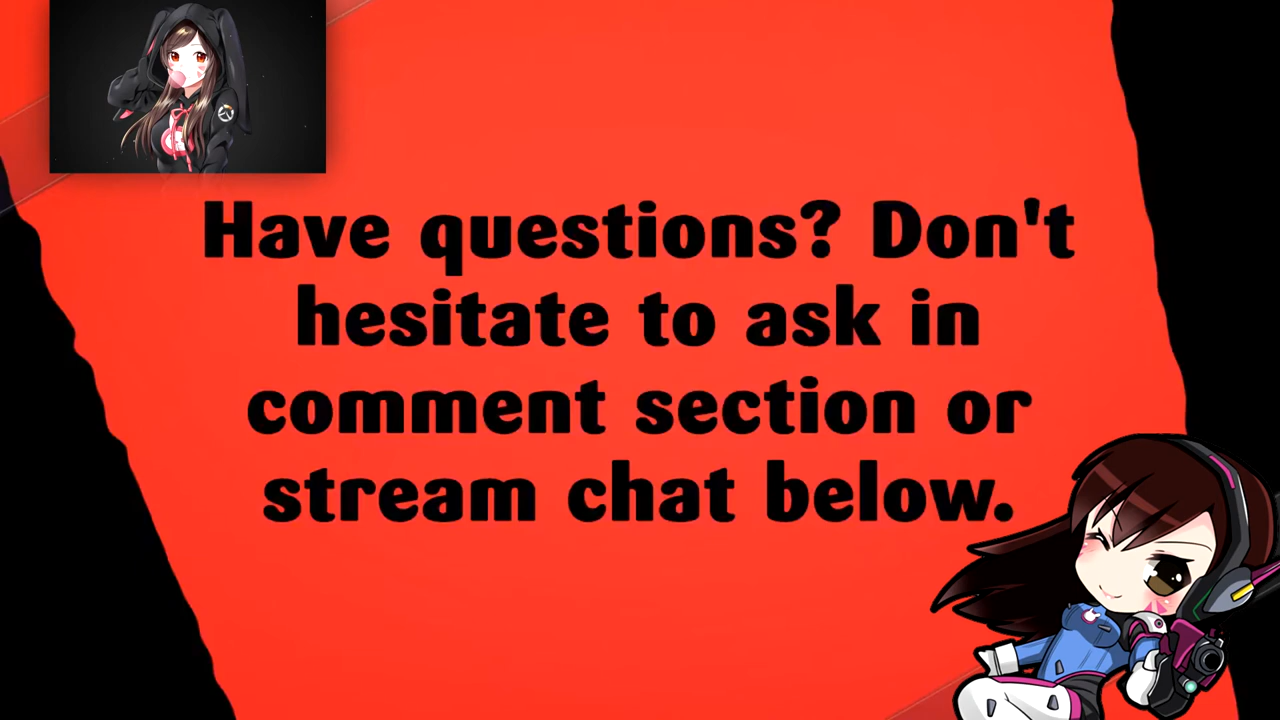 Have questions? Don't
hesitate to ask in
comment section or
stream chat below.